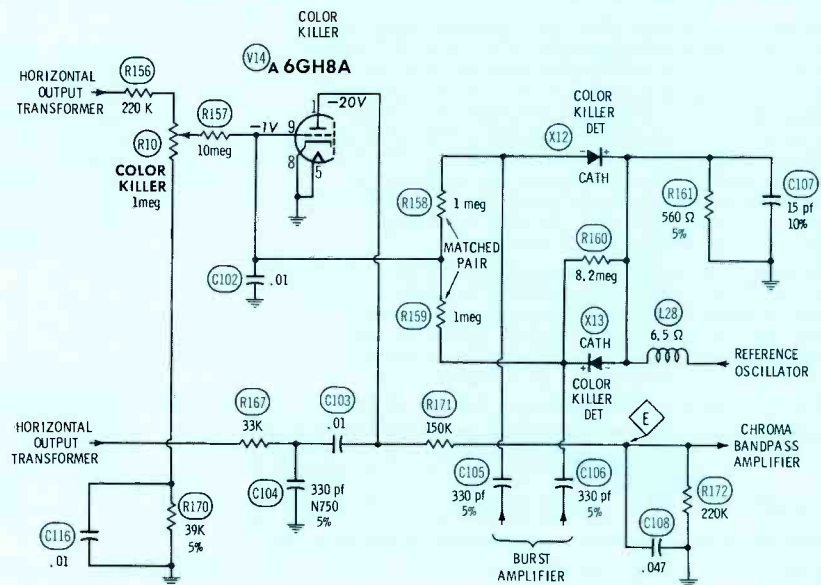 COLOR
KILLER
V14
A 6GH8A
HORIZONTAL
OUTPUT
TRANSFORMER
R156
220 K
R157
10meg
R10
COLOR
KILLER
1meg
-1V
9
1
-20V
8
5
COLOR
KILLER
DET
X12
- +
CATH
R158
1 meg
MATCHED
PAIR
R159
1meg
C102
.01
R160
8.2meg
R161
560 Ω
5%
C107
15 pf
10%
X13
CATH
+ -
COLOR
KILLER
DET
L28
6.5 Ω
REFERENCE
OSCILLATOR
HORIZONTAL
OUTPUT
TRANSFORMER
R167
33K
C103
.01
R171
150K
E
CHROMA
BANDPASS
AMPLIFIER
C104
330 pf
N750
5%
C105
330 pf
5%
C106
330 pf
5%
R172
220K
C108
.047
C116
.01
R170
39K
5%
BURST
AMPLIFIER